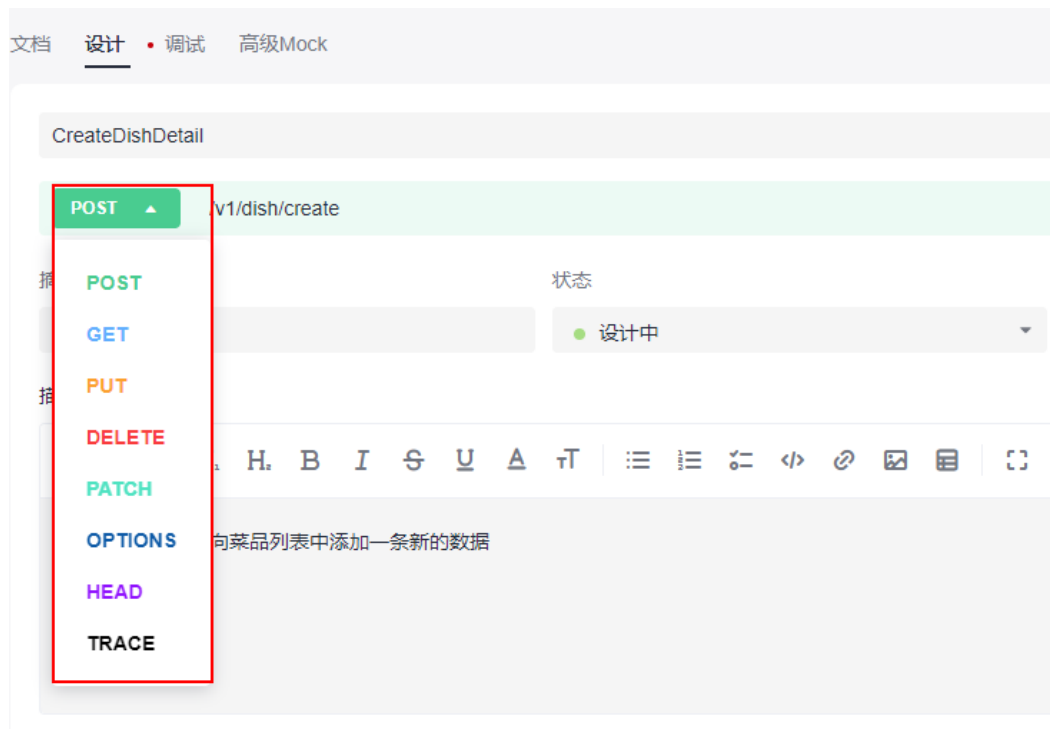 文档 设计 调试 高级Mock
CreateDishDetail
POST /v1/dish/create
状态
POST
设计中
GET
PUT
DELETE
H₂ B I S U A TT
PATCH
OPTIONS
向菜品列表中添加一条新的数据
HEAD
TRACE